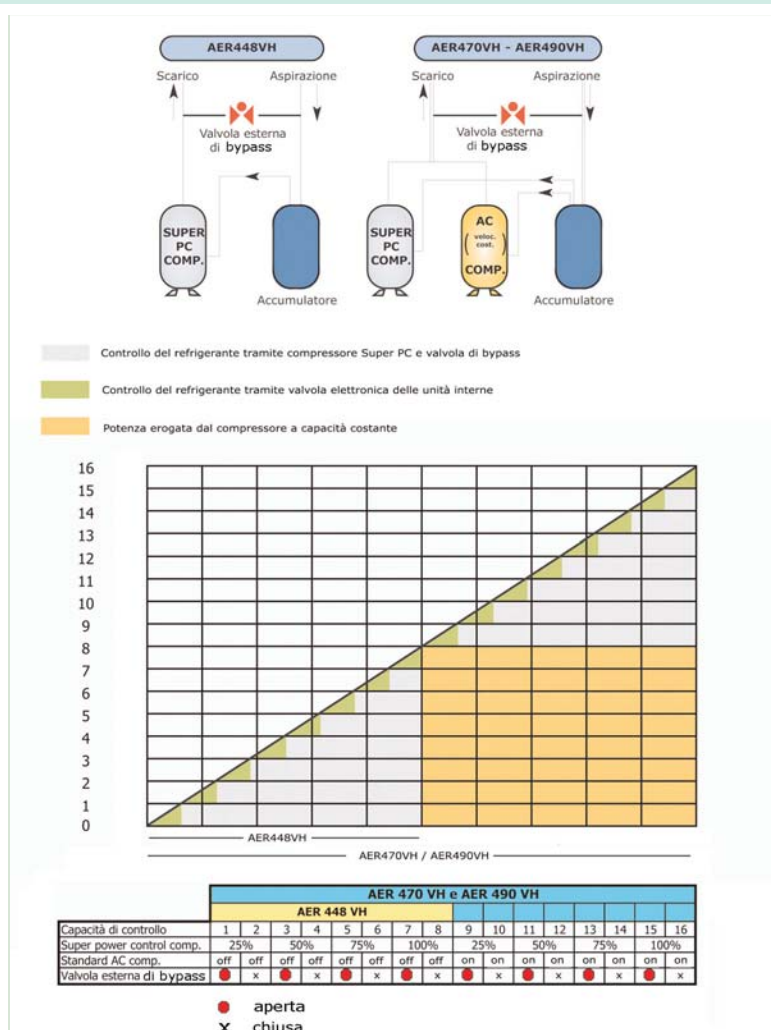 AER448VH
AER470VH - AER490VH
Scarico
Aspirazione
Scarico
Aspirazione
Valvola esterna
di bypass
Valvola esterna
di bypass
SUPER
PC
COMP.
Accumulatore
SUPER
PC
COMP.
AC
( veloc.
cost. )
COMP.
Accumulatore
Controllo del refrigerante tramite compressore Super PC e valvola di bypass
Controllo del refrigerante tramite valvola elettronica delle unità interne
Potenza erogata dal compressore a capacità costante
16
15
14
13
12
11
10
9
8
7
6
5
4
3
2
1
0
AER448VH
AER470VH / AER490VH
AER 470 VH e AER 490 VH
AER 448 VH
Capacità di controllo 1 2 3 4 5 6 7 8 9 10 11 12 13 14 15 16
Super power control comp. 25% 50% 75% 100% 25% 50% 75% 100%
Standard AC comp. off off off off off off off off on on on on on on on on
Valvola esterna di bypass x x x x x x x x
aperta
x chiusa